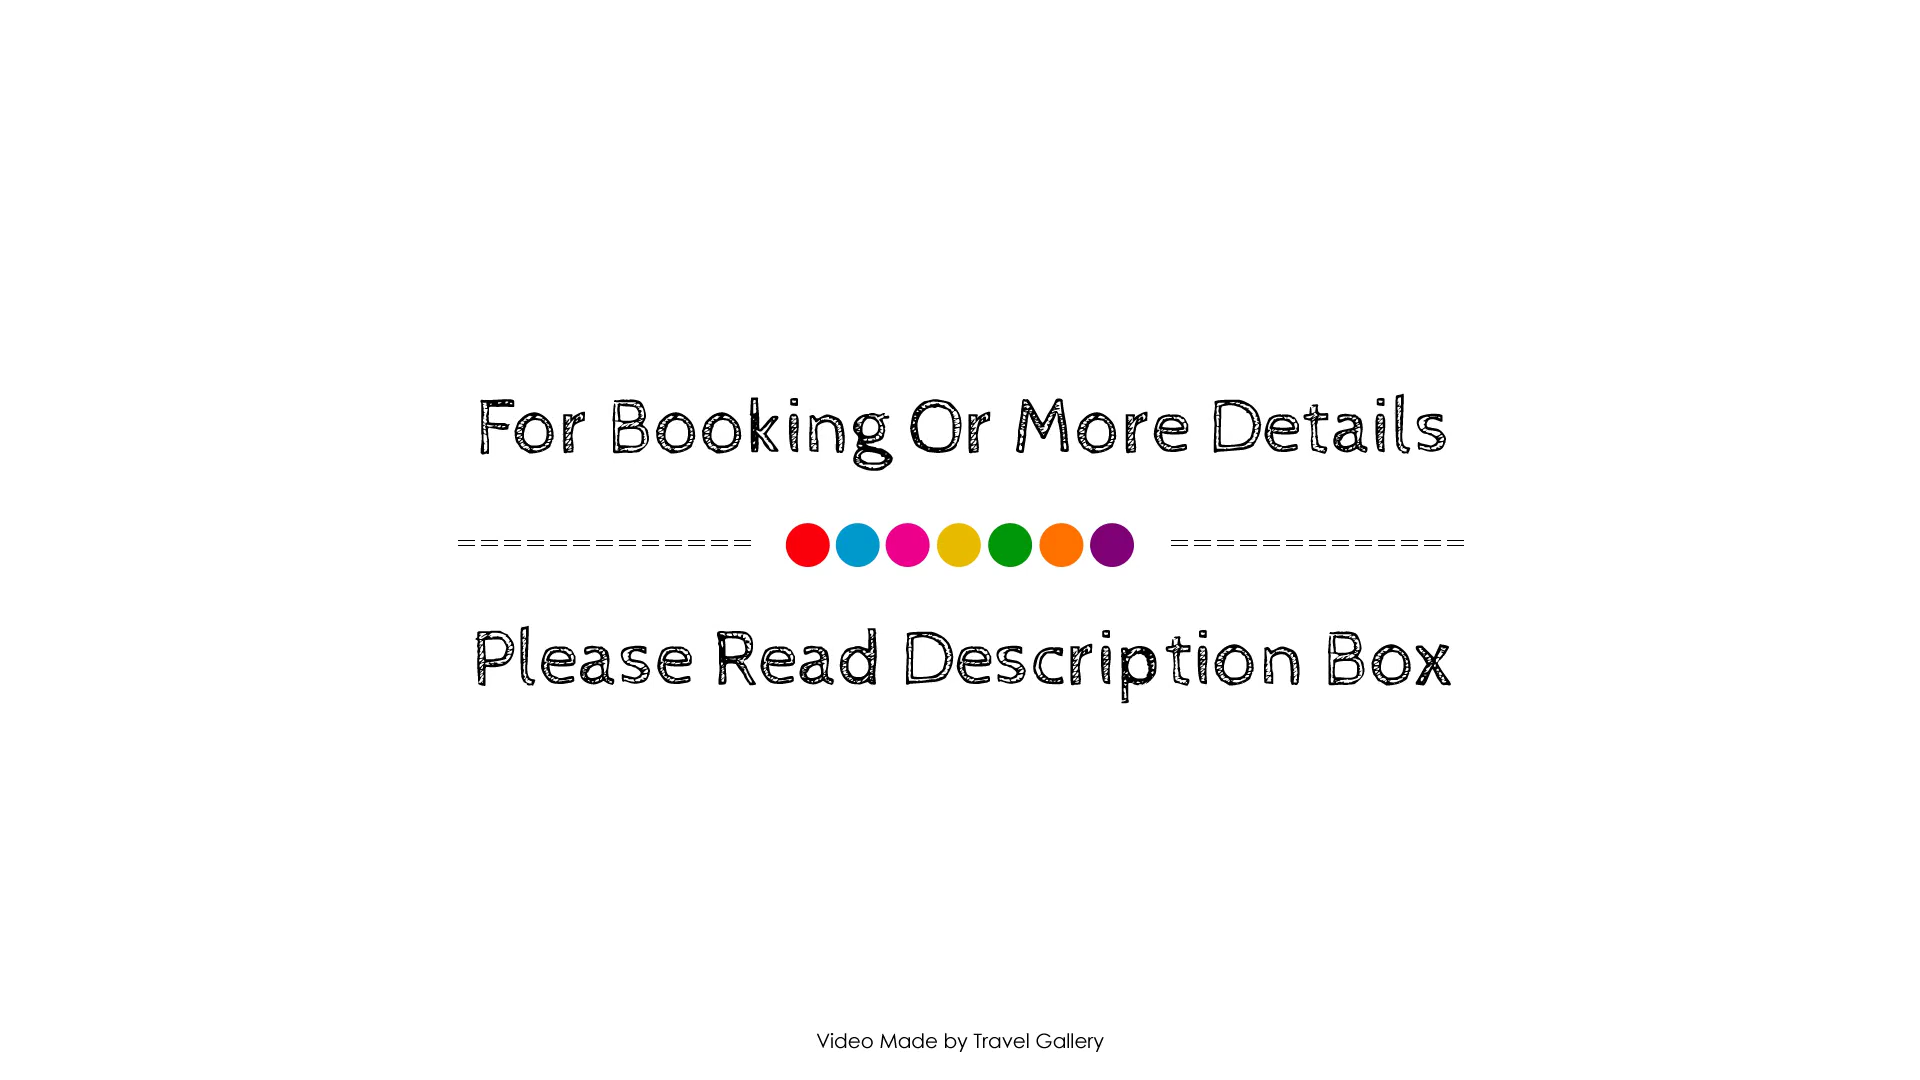 For Booking Or More Details
============= =============
Please Read Description Box
Video Made by Travel Gallery